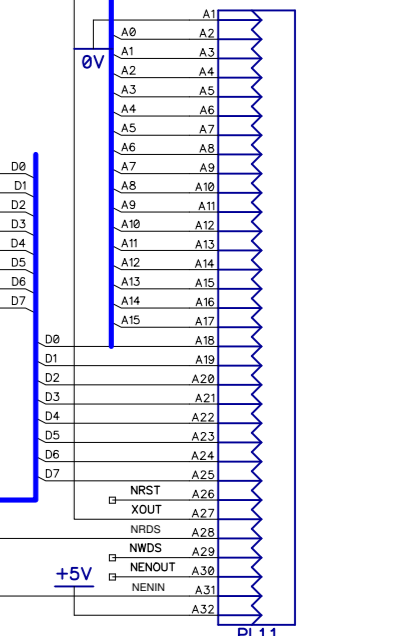 A1
A0 A2
0V A1 A3
A2 A4
A3 A5
A4 A6
A5 A7
A6 A8
D0 A7 A9
D1 A8 A10
D2 A9 A11
D3 A10 A12
D4 A11 A13
D5 A12 A14
D6 A13 A15
D7 A14 A16
A15 A17
D0 A18
D1 A19
D2 A20
D3 A21
D4 A22
D5 A23
D6 A24
D7 A25
NRST A26
XOUT A27
NRDS A28
NWDS A29
+5V NENOUT A30
NENIN A31
A32
PL11